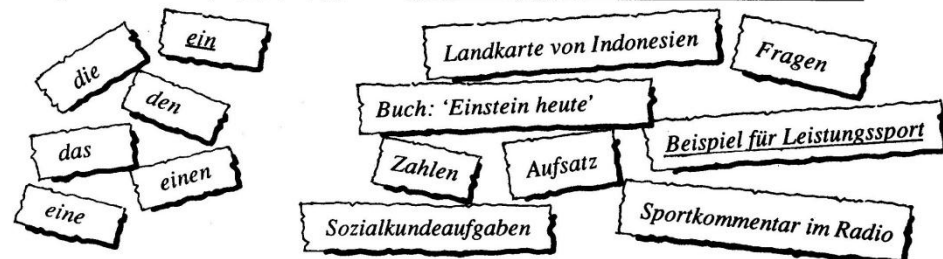 ein
die
den
das
einen
eine
Landkarte von Indonesien
Fragen
Buch: 'Einstein heute'
Beispiel für Leistungssport
Zahlen
Aufsatz
Sozialkundeaufgaben
Sportkommentar im Radio